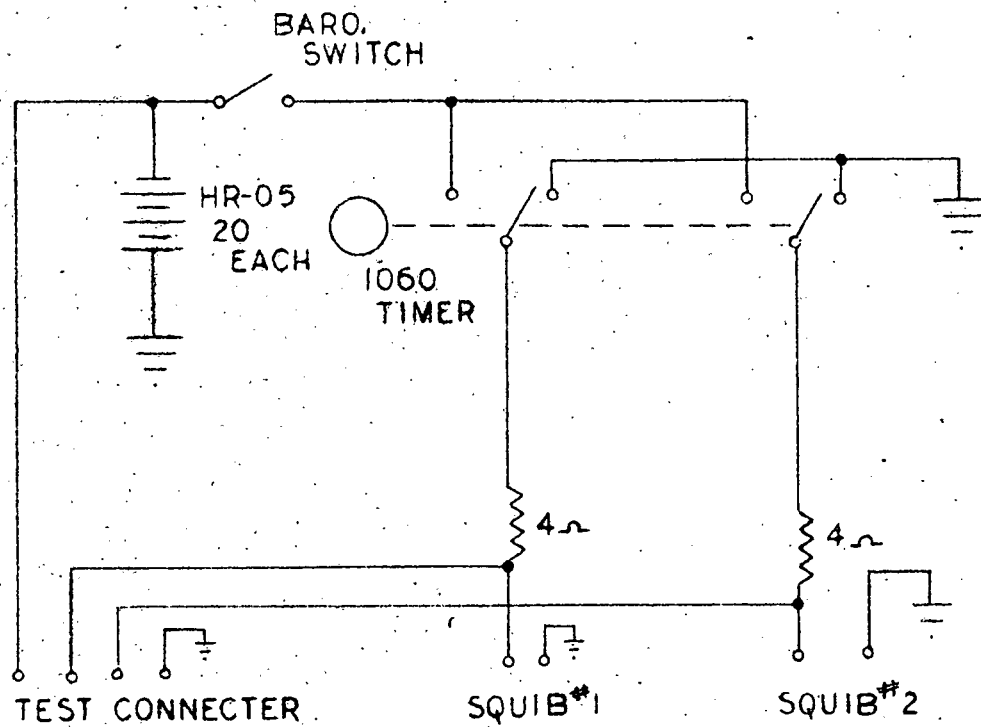 BARO.
SWITCH
HR-05
20
EACH
1060
TIMER
4Ω
4Ω
TEST CONNECTER
SQUIB #1
SQUIB #2